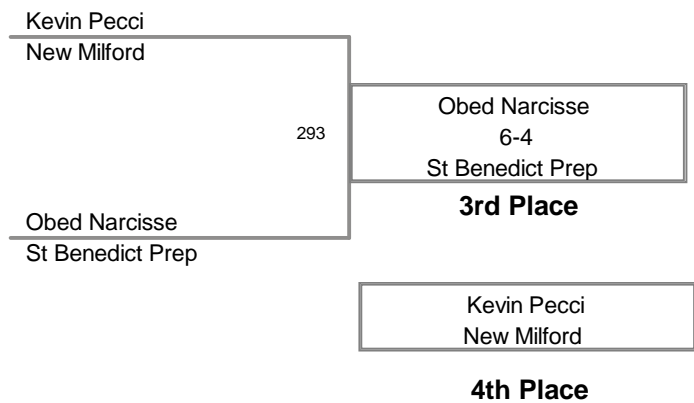 Kevin Pecci
New Milford
293
Obed Narcisse
6-4
St Benedict Prep
3rd Place
Obed Narcisse
St Benedict Prep
Kevin Pecci
New Milford
4th Place